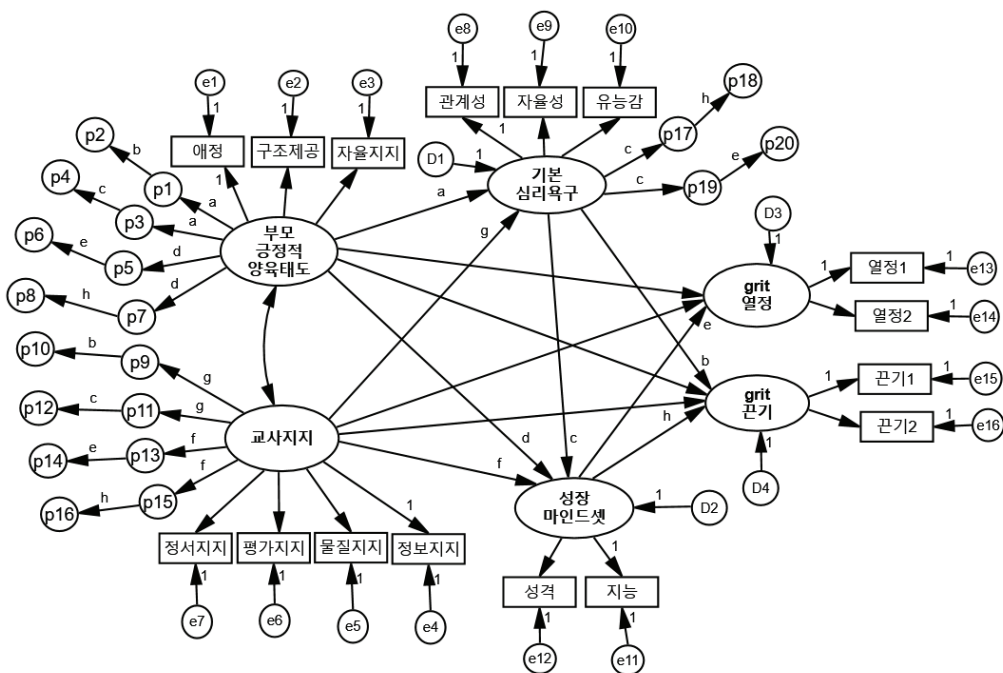 e8
e9
e10
1
1
1
e1
e2
e3
1
1
1
관계성
자율성
유능감
p18
h
p2
b
애정
구조제공
자율지지
1
D1
1
c
p17
p20
p4
c
p1
a
1
기본
심리욕구
c
p19
e
a
p3
a
부모
긍정적
양육태도
g
D3
1
p6
e
p5
d
1
열정1
1
e13
p8
h
p7
d
grit
열정
열정2
1
e14
e
p10
b
p9
g
b
1
끈기1
1
e15
p12
c
p11
g
grit
끈기
p14
e
p13
f
교사지지
h
끈기2
1
e16
d
c
1
f
p16
h
p15
f
1
성장
마인드셋
1
D2
D4
정서지지
평가지지
물질지지
정보지지
1
1
1
1
1
성격
지능
e7
e6
e5
e4
1
1
e12
e11